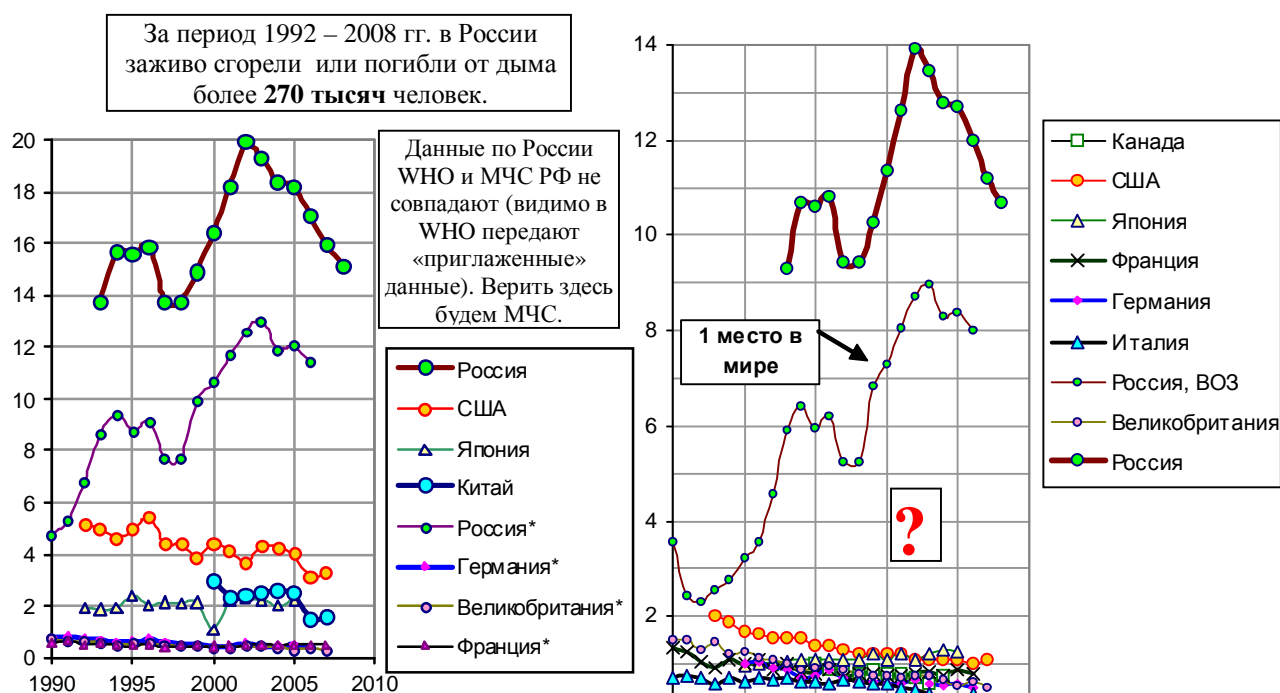 За период 1992 – 2008 гг. в России
заживо сгорели или погибли от дыма
более 270 тысяч человек.
20
18
16
14
12
10
8
6
4
2
0
1990
1995
2000
2005
2010
Данные по России
WHO и МЧС РФ не
совпадают (видимо в
WHO передают
«приглаженные»
данные). Верить здесь
будем МЧС.
Россия
США
Япония
Китай
Россия*
Германия*
Великобритания*
Франция*
14
12
10
8
6
4
2
1 место в
мире
?
Канада
США
Япония
Франция
Германия
Италия
Россия, ВОЗ
Великобритания
Россия